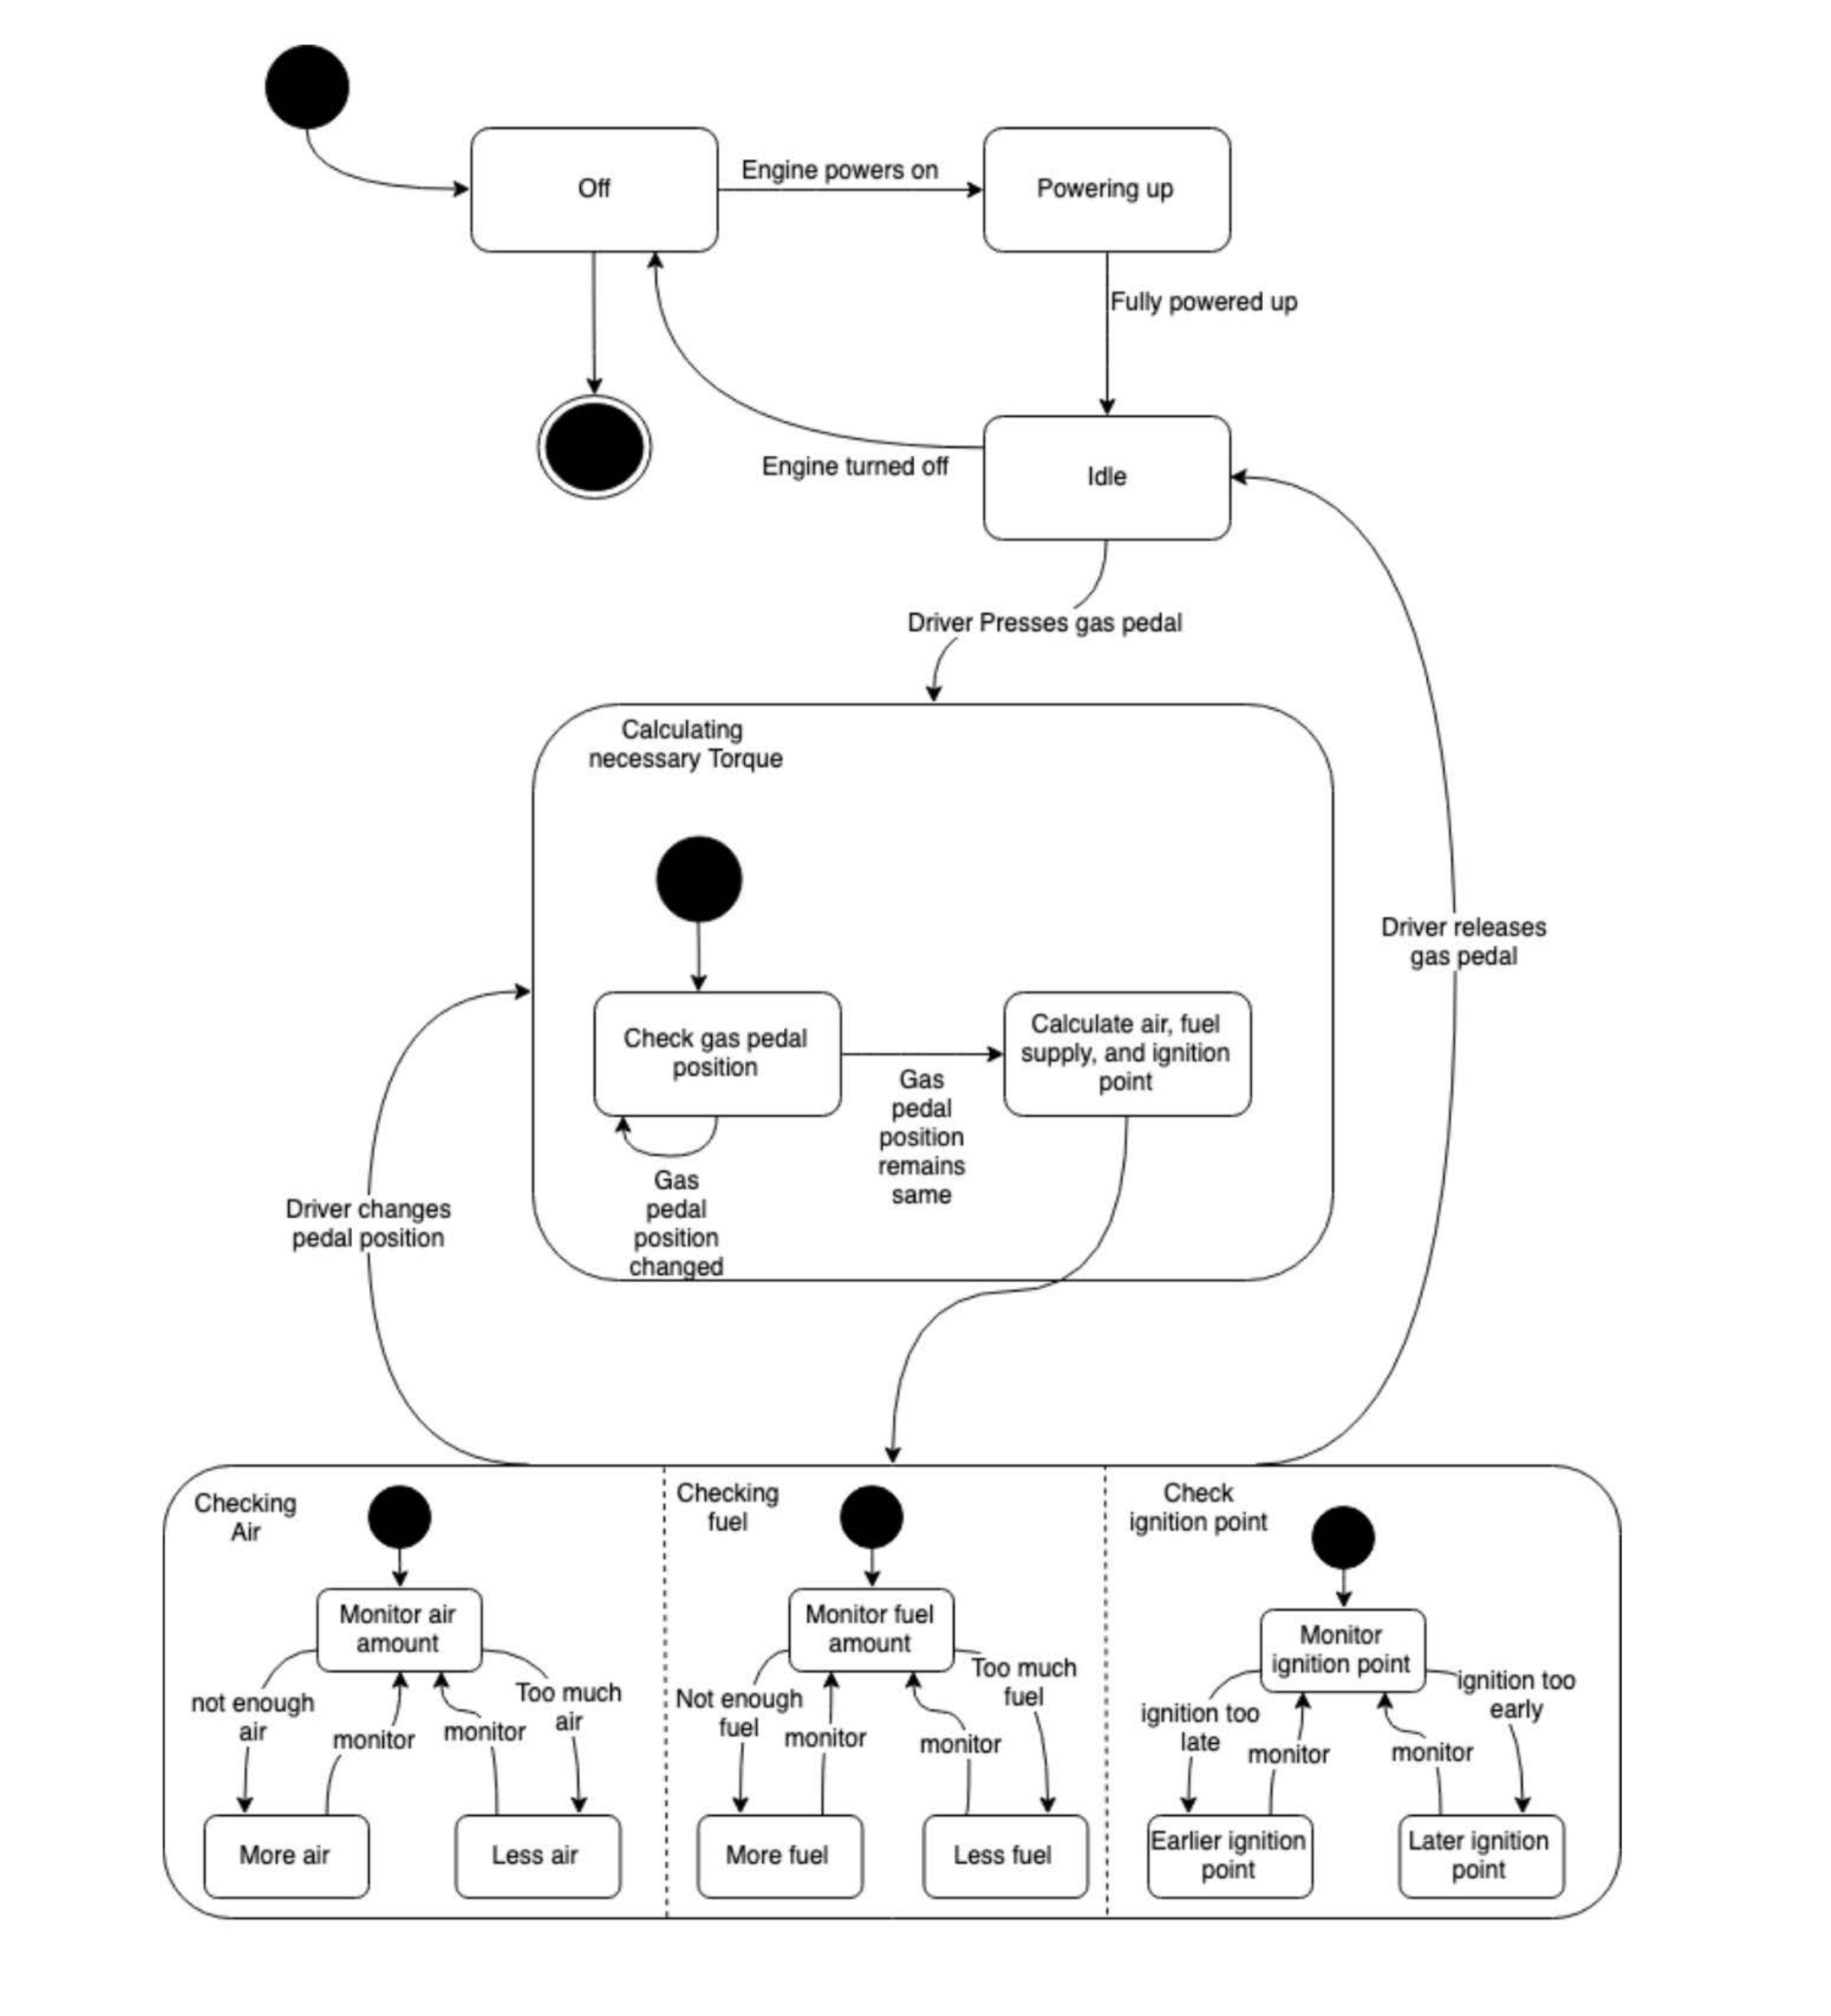 Off
Engine powers on
Powering up
Fully powered up
Engine turned off
Idle
Driver Presses gas pedal
Calculating
necessary Torque
Driver releases
gas pedal
Check gas pedal
position
Calculate air, fuel
supply, and ignition
point
Gas
pedal
position
remains
same
Gas
pedal
position
changed
Driver changes
pedal position
Checking
Air
Monitor air
amount
not enough
air
monitor
monitor
Too much
air
More air
Less air
Checking
fuel
Monitor fuel
amount
Not enough
fuel
monitor
monitor
Too much
fuel
More fuel
Less fuel
Check
ignition point
Monitor
ignition point
ignition too
late
monitor
monitor
ignition too
early
Earlier ignition
point
Later ignition
point